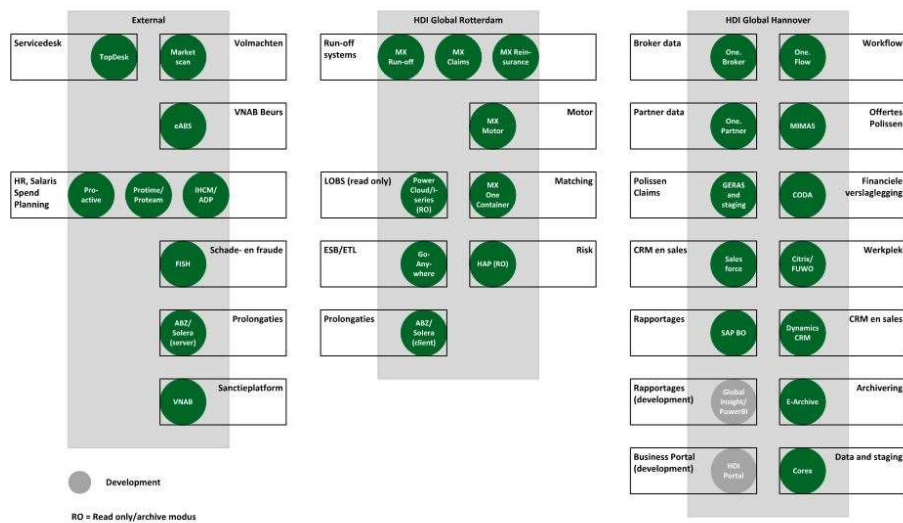 External
Servicedesk
TopDesk
Market
scan
Volmachten
eABS
VNAB Beurs
HR, Salaris
Spend
Planning
Pro-
active
Protime/
Proteam
IHCM/
ADP
FISH
Schade- en fraude
ABZ/
Solera
(server)
Prolongaties
VNAB
Sanctieplatform
Development
RO = Read only/archive modus
HDI Global Rotterdam
Run-off
systems
MX
Run-off
MX
Claims
MX Rein-
surance
MX
Motor
Motor
LOBS (read only)
Power
Cloud/i-
series
(RO)
MX
One
Container
Matching
ESB/ETL
Go-
Any-
where
HAP (RO)
Risk
Prolongaties
ABZ/
Solera
(client)
HDI Global Hannover
Broker data
One.
Broker
One.
Flow
Workflow
Partner data
One.
Partner
MIMAS
Offertes
Polissen
Polissen
Claims
GERAS
and
staging
CODA
Financiele
verslaglegging
CRM en sales
Sales
force
Citrix/
FUWO
Werkplek
Rapportages
SAP BO
Dynamics
CRM
CRM en sales
Rapportages
(development)
Global
Insight/
PowerBI
E-Archive
Archivering
Business Portal
(development)
HDI
Portal
Corex
Data and staging